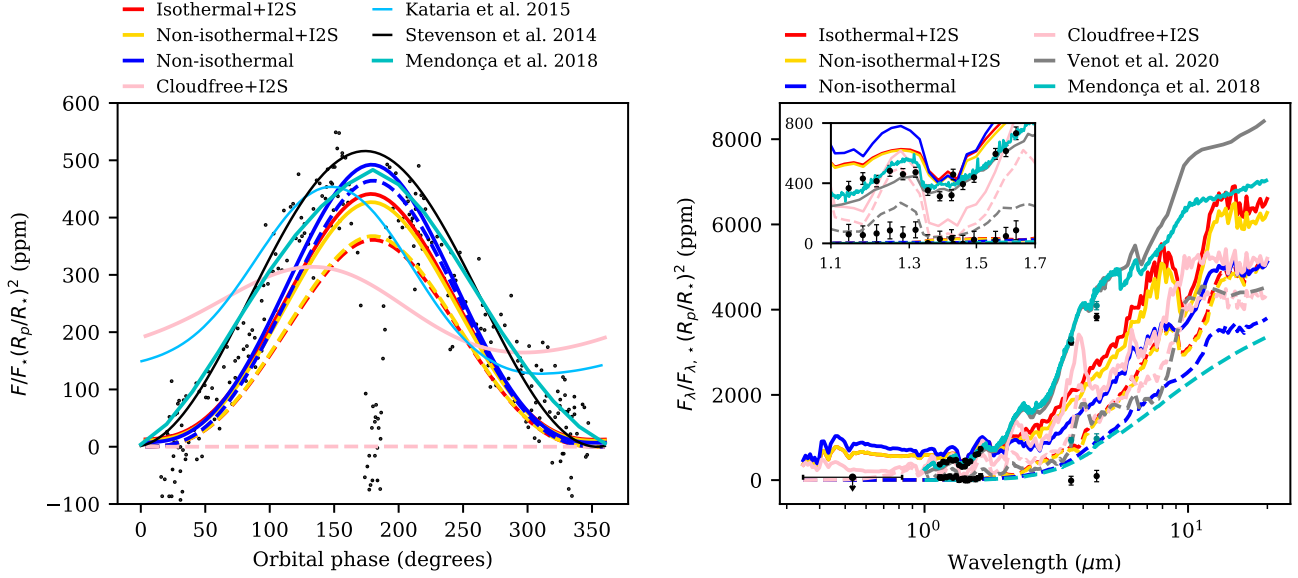 Isothermal+I2S
Non-isothermal+I2S
Non-isothermal
Cloudfree+I2S
Kataria et al. 2015
Stevenson et al. 2014
Mendonça et al. 2018
600
500
400
300
200
100
0
−100
F/F⋆(Rp/R⋆)² (ppm)
0 50 100 150 200 250 300 350
Orbital phase (degrees)
Isothermal+I2S
Non-isothermal+I2S
Non-isothermal
Cloudfree+I2S
Venot et al. 2020
Mendonça et al. 2018
8000
6000
4000
2000
0
Fλ/Fλ,⋆(Rp/R⋆)² (ppm)
800
400
0
1.1 1.3 1.5 1.7
10⁰ 10¹
Wavelength (μm)